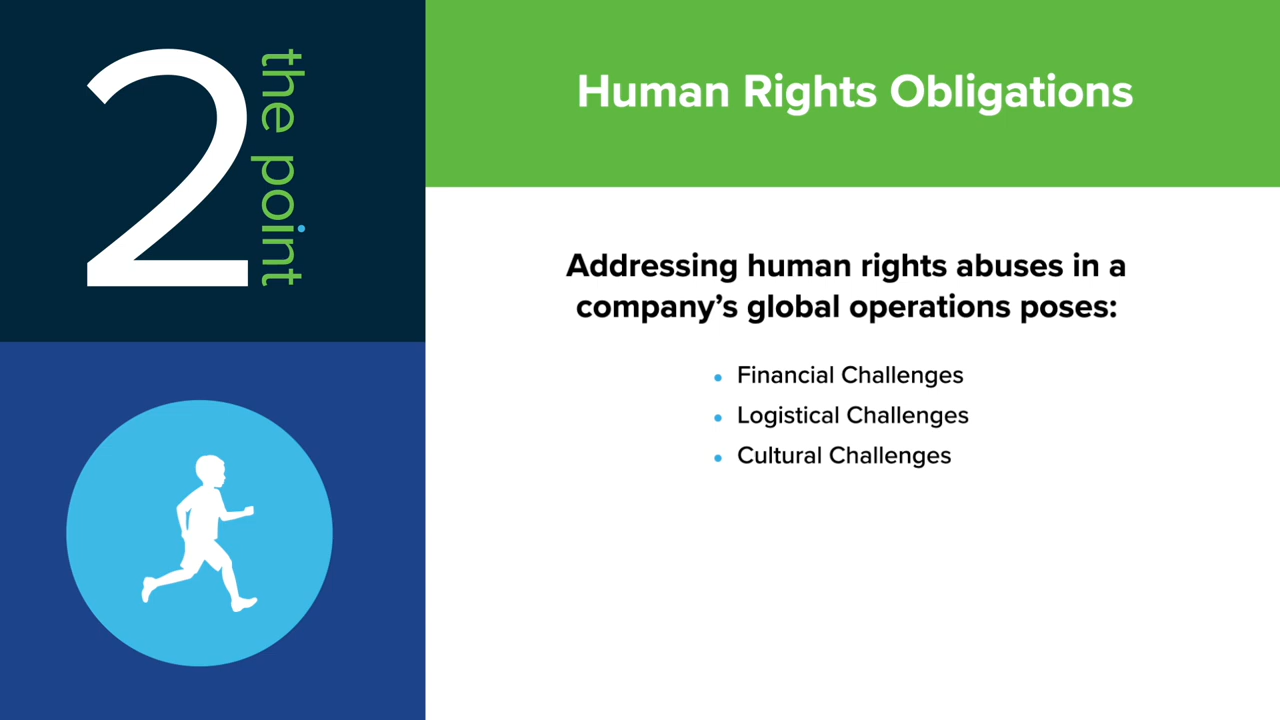 2
the point
Human Rights Obligations
Addressing human rights abuses in a
company’s global operations poses:
• Financial Challenges
• Logistical Challenges
• Cultural Challenges